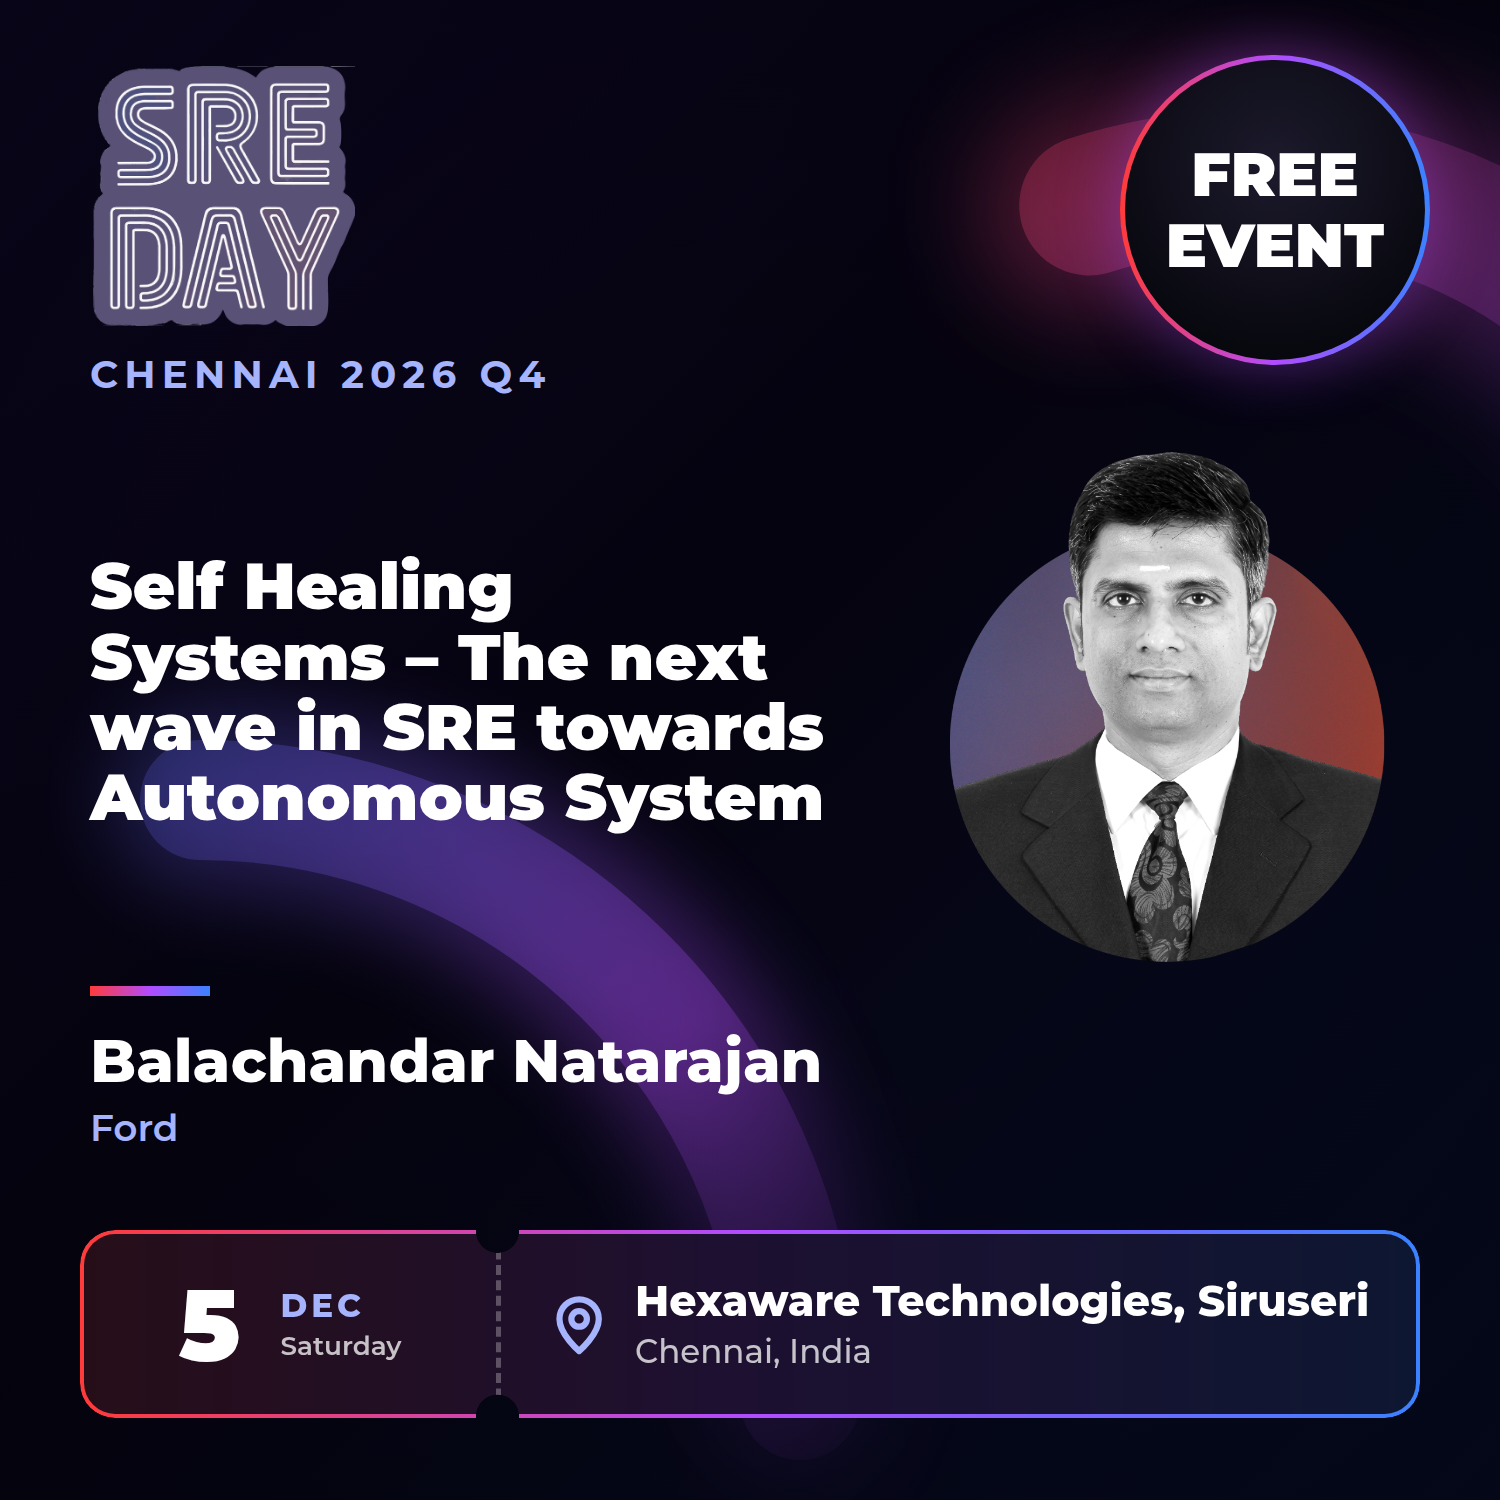 SRE
DAY
CHENNAI 2026 Q4
FREE
EVENT
Self Healing
Systems – The next
wave in SRE towards
Autonomous System
Balachandar Natarajan
Ford
5
DEC
Saturday
Hexaware Technologies, Siruseri
Chennai, India